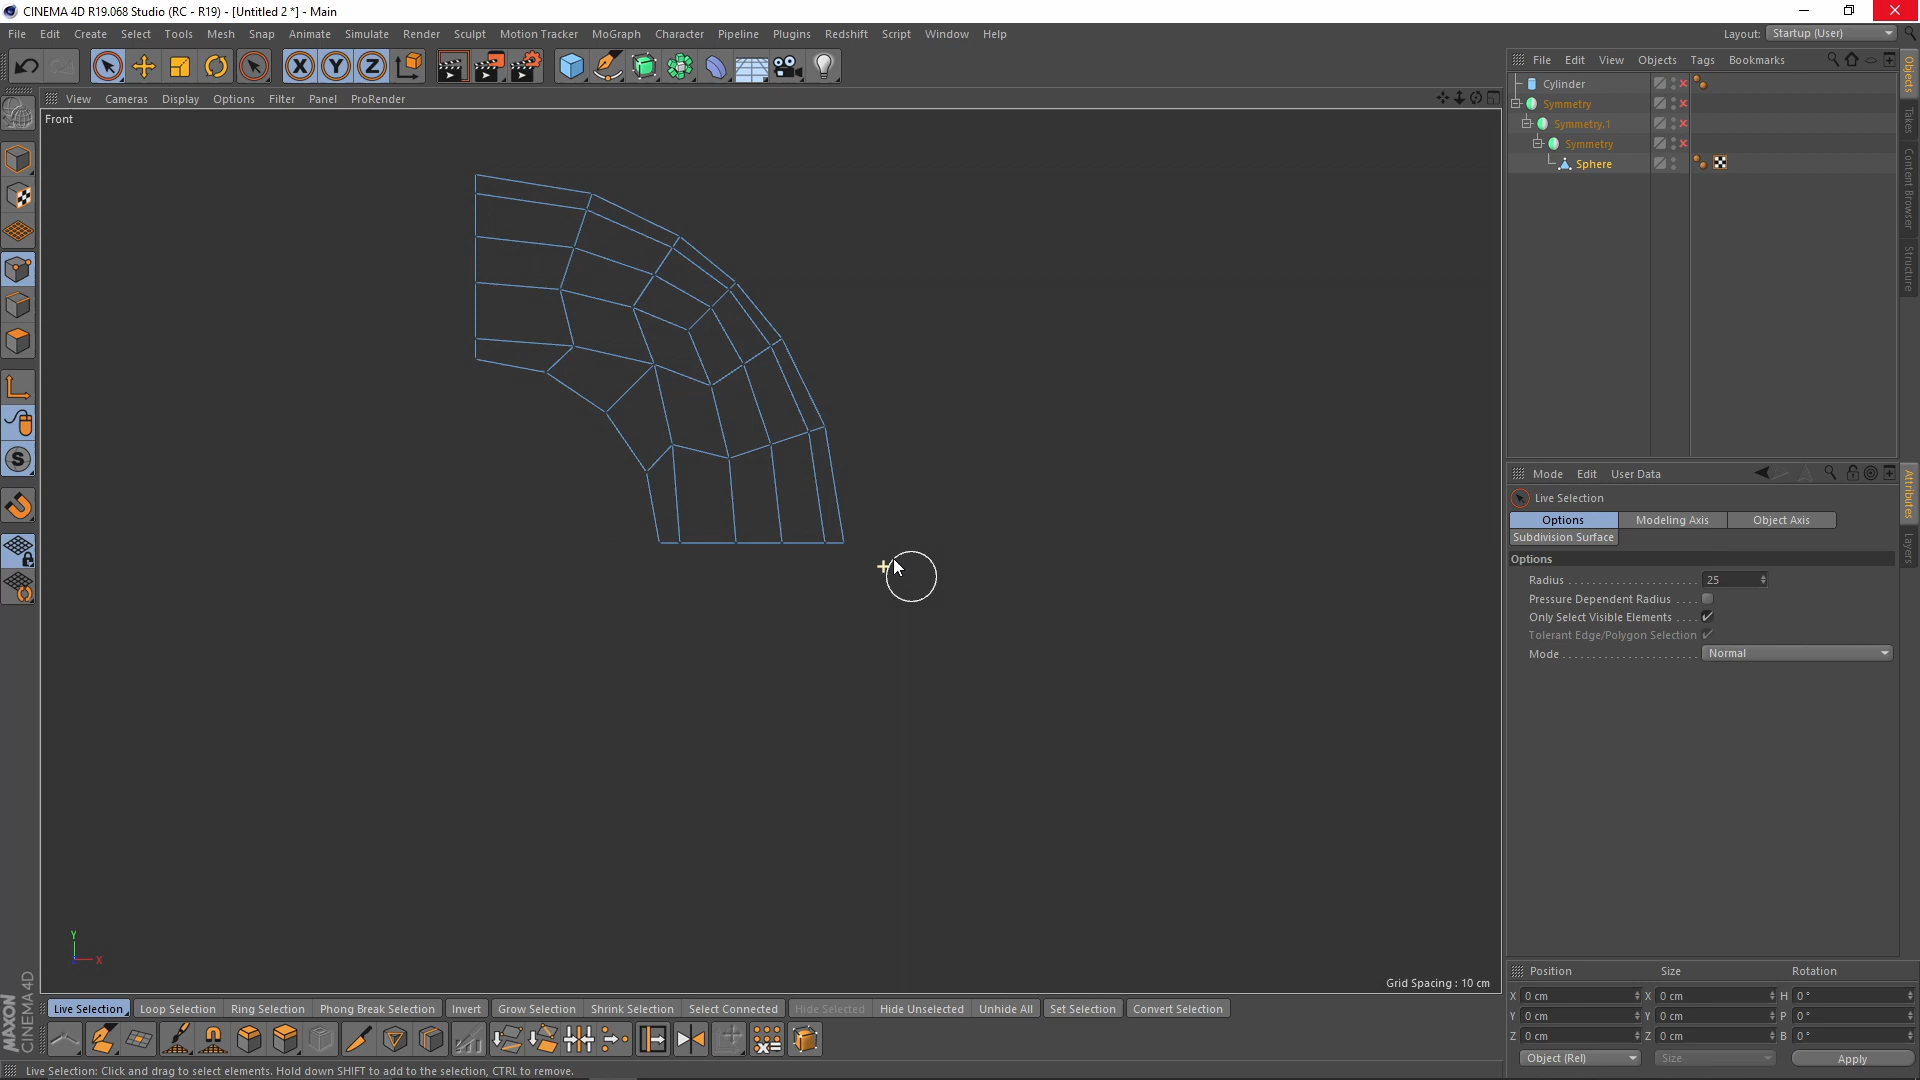 CINEMA 4D R19.068 Studio (RC - R19) - [Untitled 2 *] - Main
File Edit Create Select Tools Mesh Snap Animate Simulate Render Sculpt Motion Tracker MoGraph Character Pipeline Plugins Redshift Script Window Help
Layout: Startup (User)
X Y Z
File Edit View Objects Tags Bookmarks
View Cameras Display Options Filter Panel ProRender
Front
Cylinder
Symmetry
Symmetry.1
Symmetry
Sphere
Objects
Takes
Content Browser
Structure
S
Mode Edit User Data
Live Selection
Options Modeling Axis Object Axis
Subdivision Surface
Options
Radius 25
Pressure Dependent Radius
Only Select Visible Elements
Tolerant Edge/Polygon Selection
Mode Normal
Attributes
Layers
Y
X
Grid Spacing : 10 cm
Position Size Rotation
X 0 cm X 0 cm H 0 °
Y 0 cm Y 0 cm P 0 °
Z 0 cm Z 0 cm B 0 °
Object (Rel) Size Apply
MAXON
CINEMA 4D
Live Selection Loop Selection Ring Selection Phong Break Selection Invert Grow Selection Shrink Selection Select Connected Hide Selected Hide Unselected Unhide All Set Selection Convert Selection
Live Selection: Click and drag to select elements. Hold down SHIFT to add to the selection, CTRL to remove.